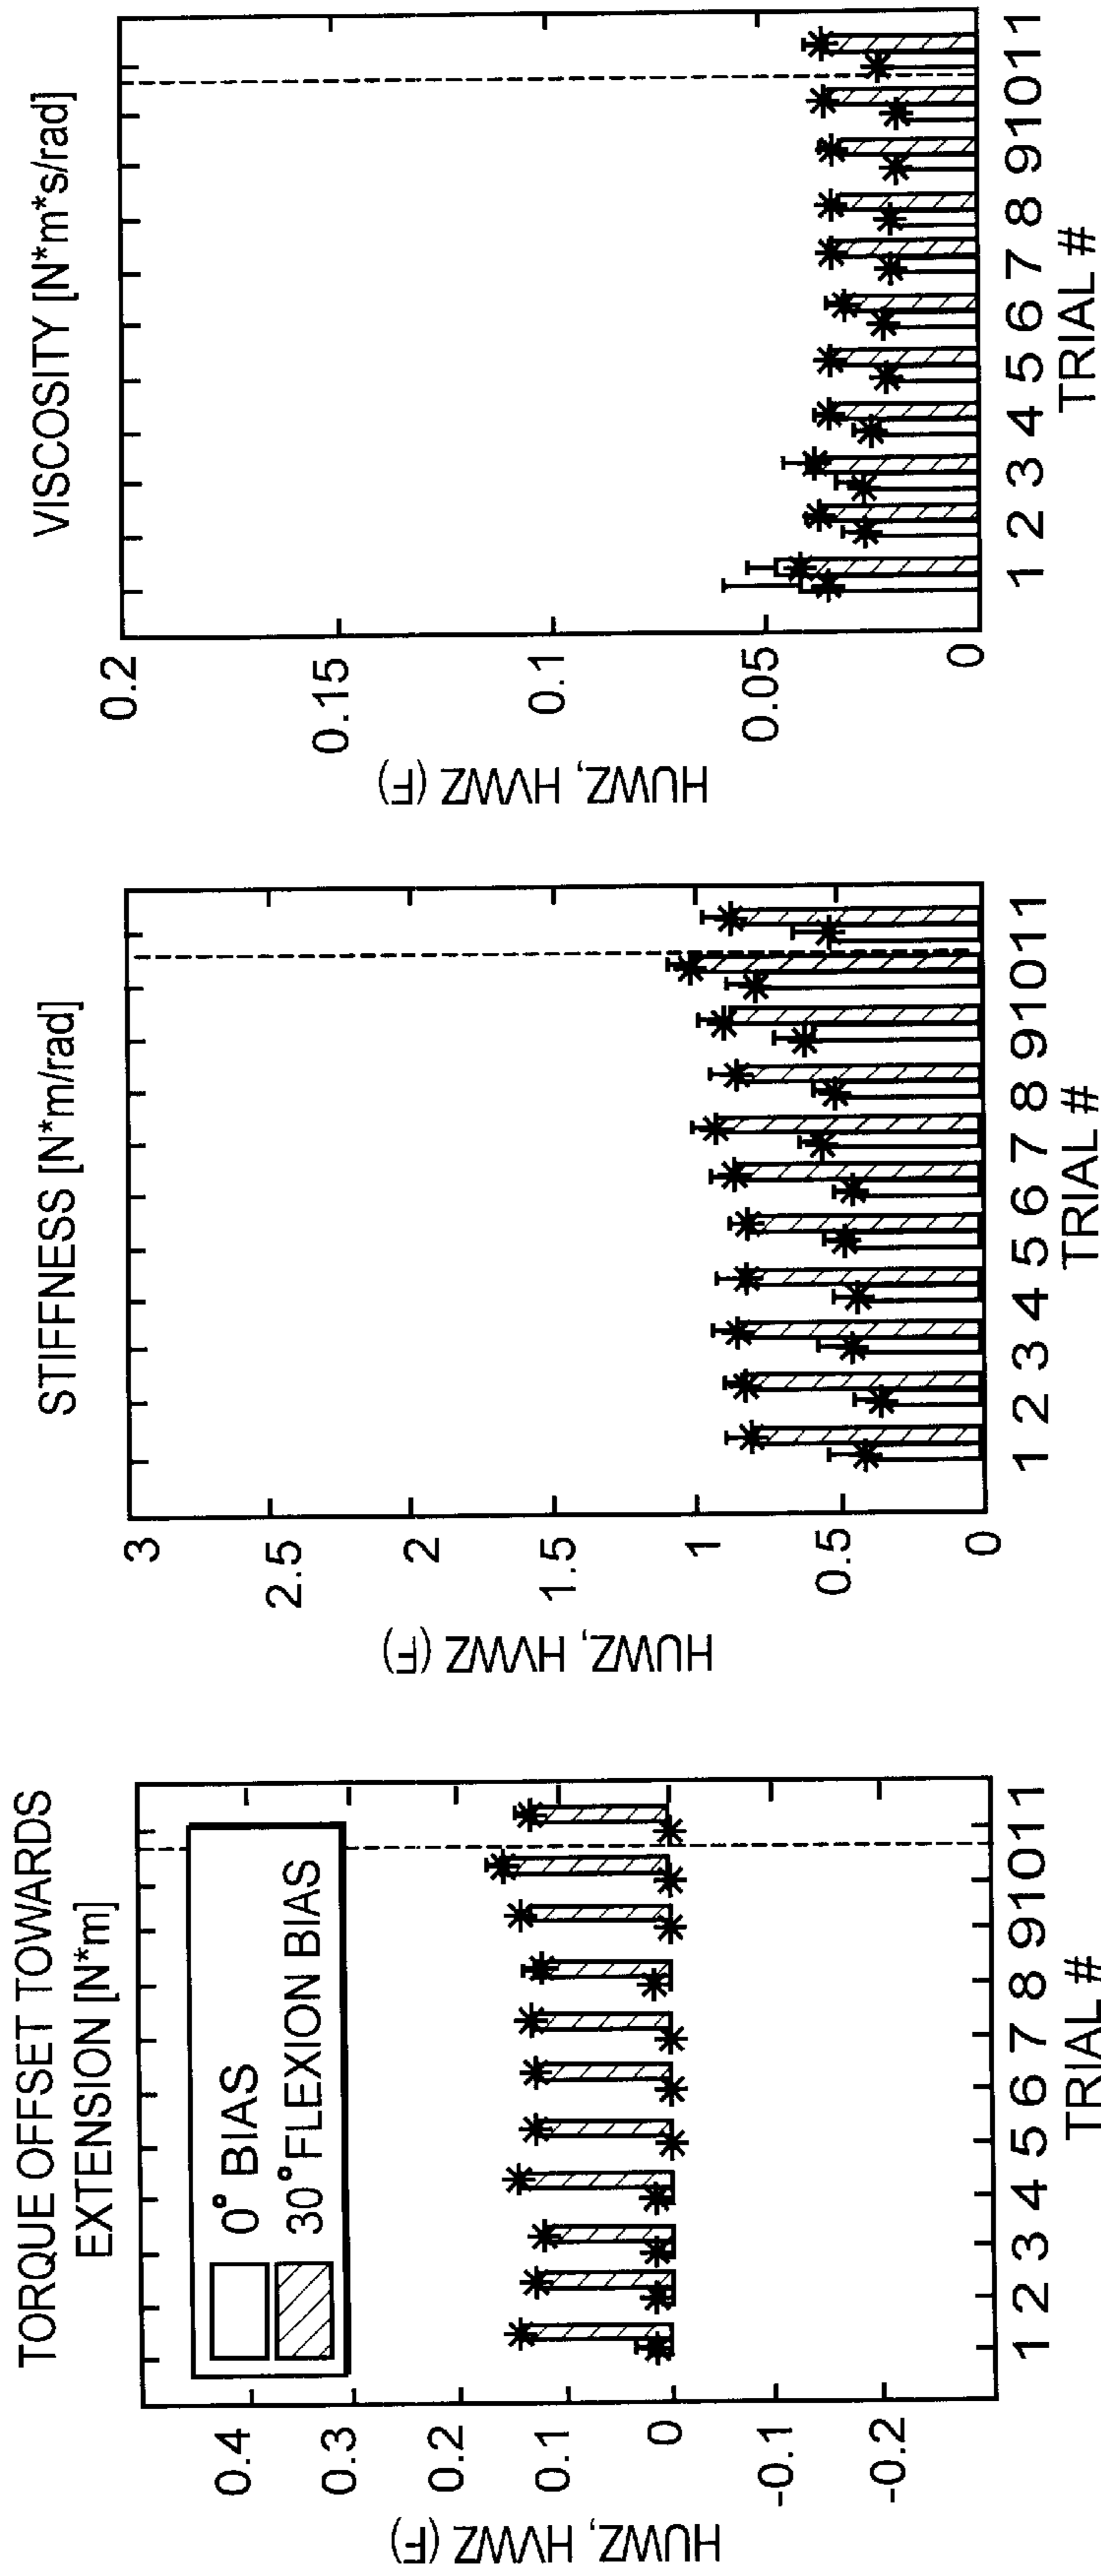 TORQUE OFFSET TOWARDS
EXTENSION [N*m]
HUWZ, HVWZ (F)
0.4
0.3
0.2
0.1
0
-0.1
-0.2
0° BIAS
30° FLEXION BIAS
1 2 3 4 5 6 7 8 9 10 11
TRIAL #
STIFFNESS [N*m/rad]
HUWZ, HVWZ (F)
3
2.5
2
1.5
1
0.5
0
1 2 3 4 5 6 7 8 9 10 11
TRIAL #
VISCOSITY [N*m*s/rad]
HUWZ, HVWZ (F)
0.2
0.15
0.1
0.05
0
1 2 3 4 5 6 7 8 9 10 11
TRIAL #